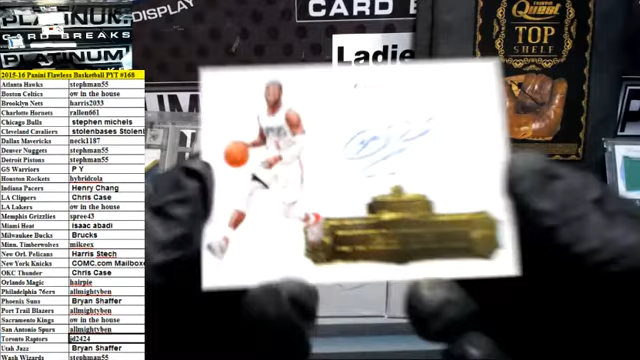 PLATINUM
CARD BREAKS
PLATINUM
DISPLAY
CARD B
Ladie
Quest
TOP
SHELF
2015-16 Panini Flawless Basketball PYT #168
Atlanta Hawks stephman55
Boston Celtics ow in the house
Brooklyn Nets harris2033
Charlotte Hornets rallen661
Chicago Bulls stephen michels
Cleveland Cavaliers stolenbases Stolenb
Dallas Mavericks neck1187
Denver Nuggets stephman55
Detroit Pistons stephman55
GS Warriors P Y
Houston Rockets hybridcola
Indiana Pacers Henry Chang
LA Clippers Chris Case
LA Lakers ow in the house
Memphis Grizzlies spree43
Miami Heat isaac abadi
Milwaukee Bucks Brucks
Minn. Timberwolves mikeex
New Orl. Pelicans Harris Stech
New York Knicks COMC.com Mailbox
OKC Thunder Chris Case
Orlando Magic hairpie
Philadelphia 76ers allmightyben
Phoenix Suns Bryan Shaffer
Port Trail Blazers allmightyben
Sacramento Kings ow in the house
San Antonio Spurs allmightyben
Toronto Raptors jd2424
Utah Jazz Bryan Shaffer
Wash Wizards stephman55